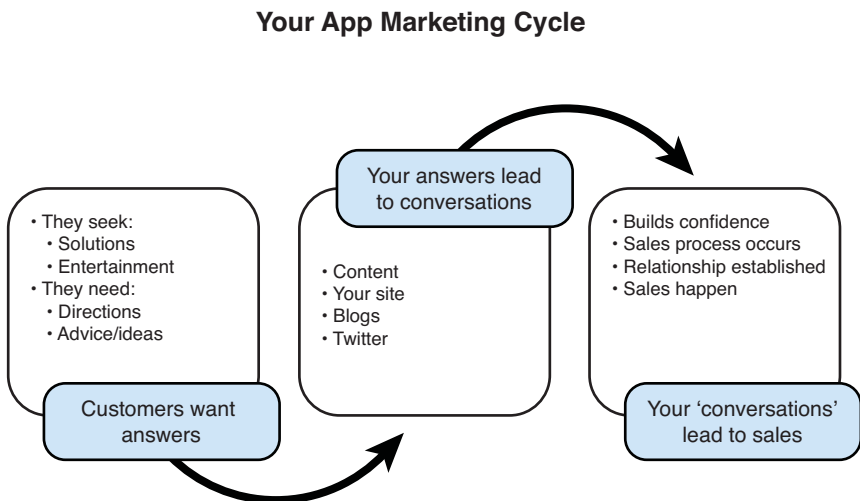 Your App Marketing Cycle
• They seek:
• Solutions
• Entertainment
• They need:
• Directions
• Advice/ideas
Customers want
answers
Your answers lead
to conversations
• Content
• Your site
• Blogs
• Twitter
• Builds confidence
• Sales process occurs
• Relationship established
• Sales happen
Your ‘conversations’
lead to sales